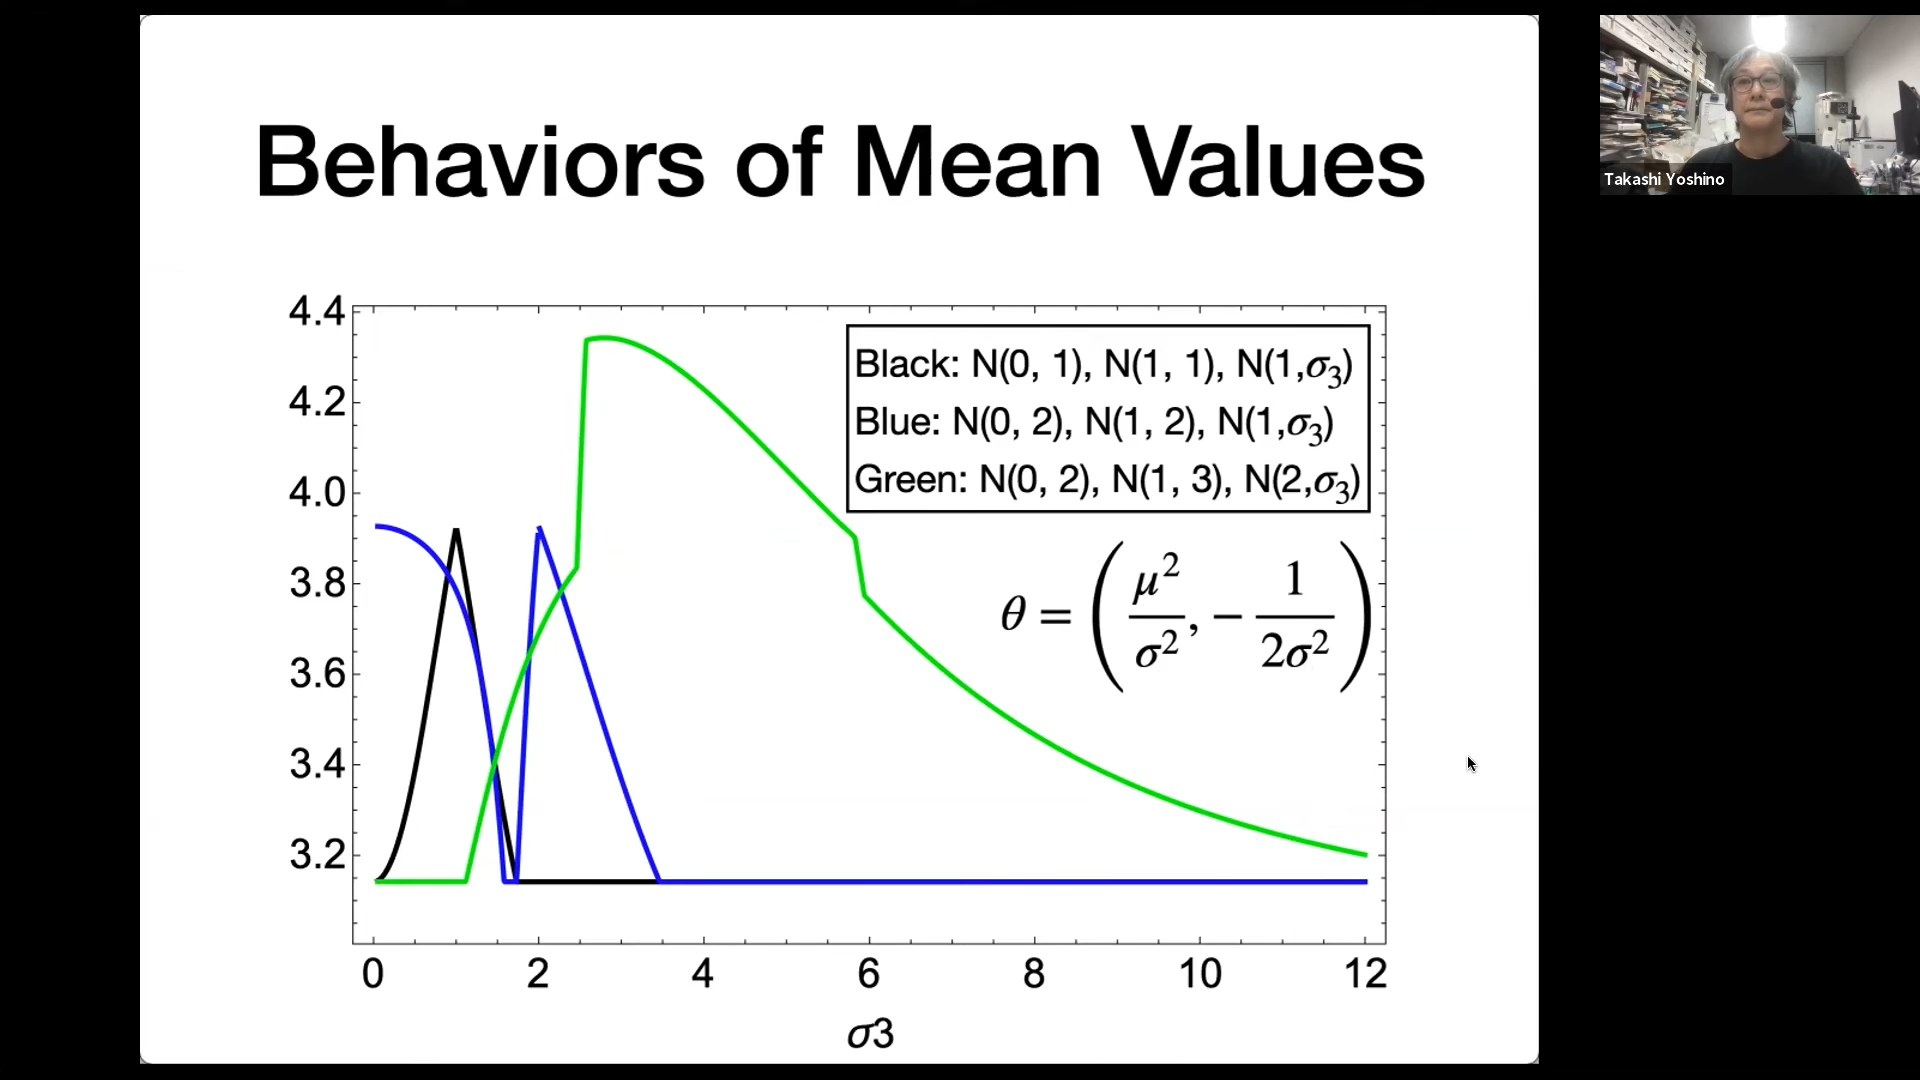 Behaviors of Mean Values
Takashi Yoshino
4.4
4.2
4.0
3.8
3.6
3.4
3.2
Black: N(0, 1), N(1, 1), N(1,σ₃)
Blue: N(0, 2), N(1, 2), N(1,σ₃)
Green: N(0, 2), N(1, 3), N(2,σ₃)
θ = (μ²/σ², − 1/2σ²)
0 2 4 6 8 10 12
σ3